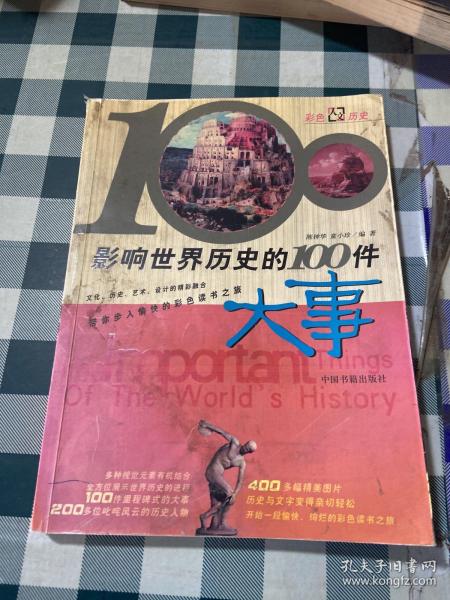 100
彩色人文历史
陈钟华 童小珍/编著
影响世界历史的100件
大事
文化、历史、艺术、设计的精彩融合
带你步入愉快的彩色读书之旅
Important Things
Of The World's History
中国书籍出版社
多种视觉元素有机结合
全方位展示世界历史的进程
100件里程碑式的大事
200多位叱咤风云的历史人物
400多幅精美图片
历史与文字变得亲切轻松
开始一段愉快、绚烂的彩色读书之旅
孔夫子旧书网
www.kongfz.com